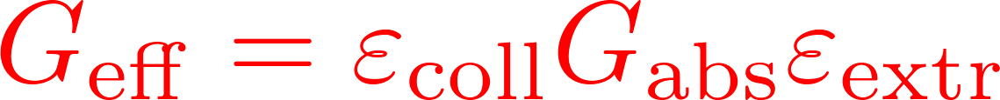 G_eff = ε_coll G_abs ε_extr